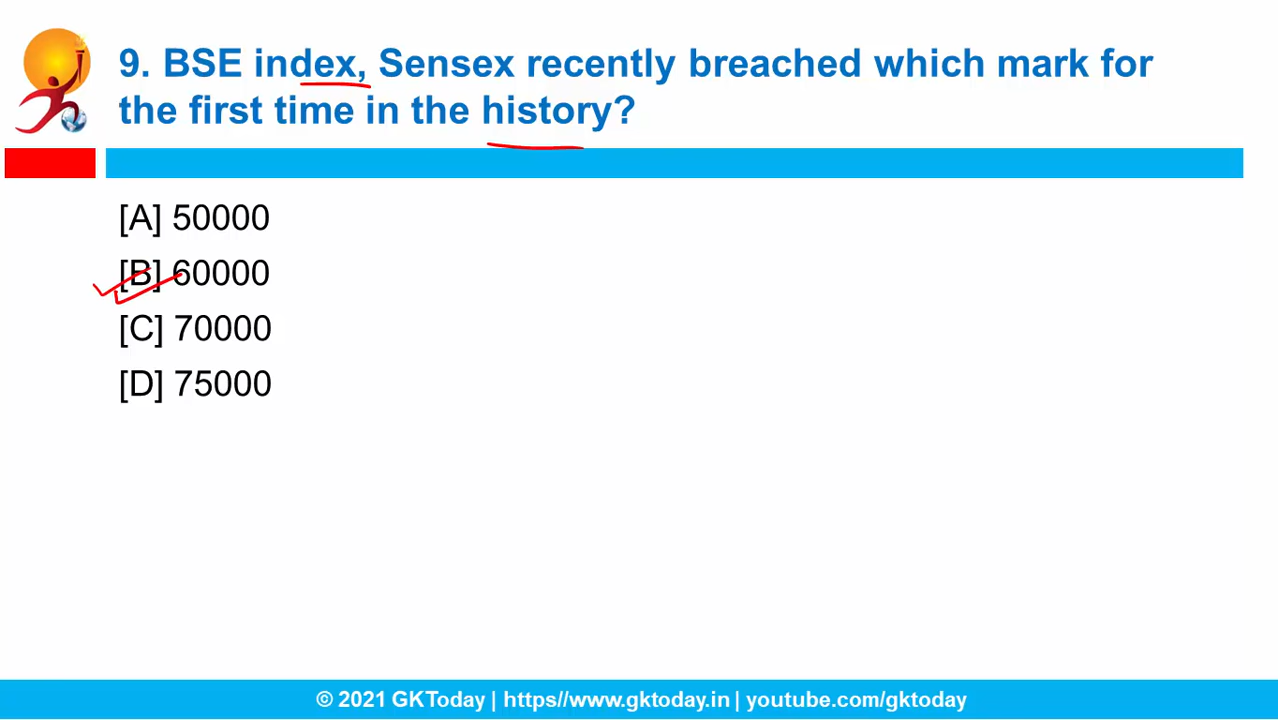 9. BSE index, Sensex recently breached which mark for
the first time in the history?
[A] 50000
[B] 60000
[C] 70000
[D] 75000
© 2021 GKToday | https//www.gktoday.in | youtube.com/gktoday